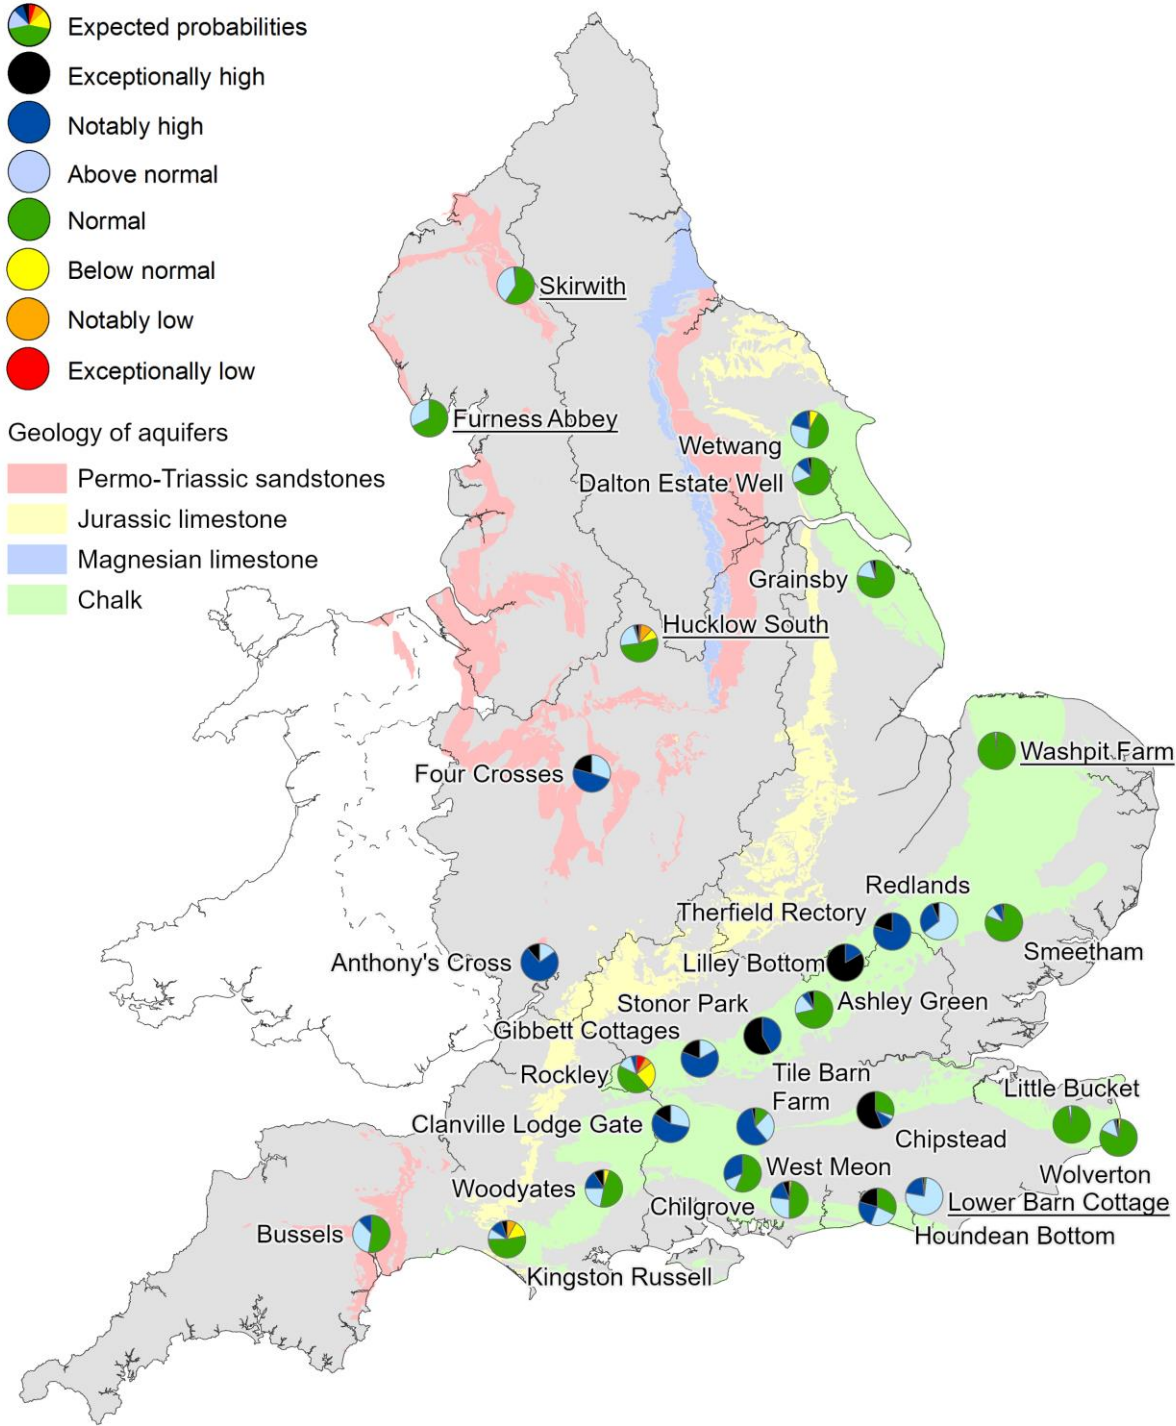 Expected probabilities
Exceptionally high
Notably high
Above normal
Normal
Below normal
Notably low
Exceptionally low
Geology of aquifers
Permo-Triassic sandstones
Jurassic limestone
Magnesian limestone
Chalk
Skirwith
Furness Abbey
Wetwang
Dalton Estate Well
Grainsby
Hucklow South
Washpit Farm
Four Crosses
Redlands
Therfield Rectory
Smeetham
Anthony's Cross
Lilley Bottom
Stonor Park
Ashley Green
Gibbett Cottages
Rockley
Tile Barn
Farm
Little Bucket
Clanville Lodge Gate
Chipstead
West Meon
Wolverton
Woodyates
Chilgrove
Lower Barn Cottage
Bussels
Houndean Bottom
Kingston Russell